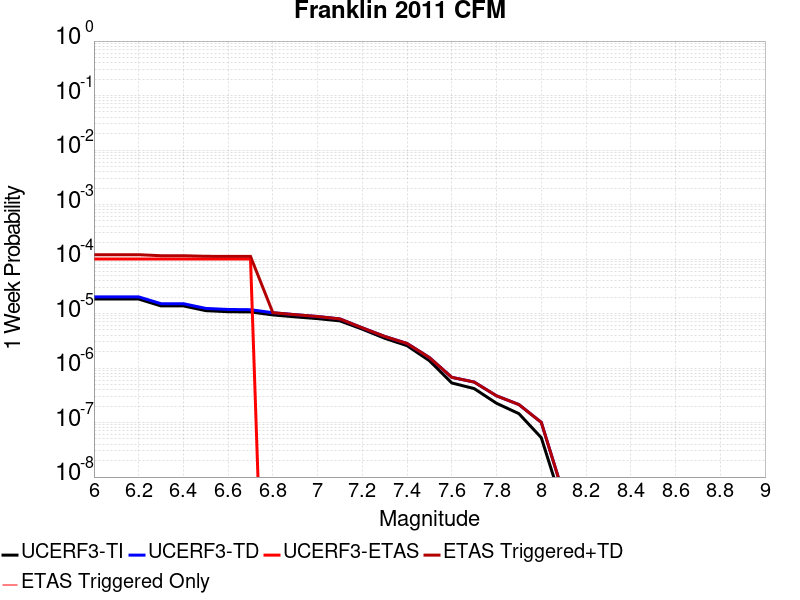 Franklin 2011 CFM
1 Week Probability
10^0
10^-1
10^-2
10^-3
10^-4
10^-5
10^-6
10^-7
10^-8
6 6.2 6.4 6.6 6.8 7 7.2 7.4 7.6 7.8 8 8.2 8.4 8.6 8.8 9
Magnitude
UCERF3-TI UCERF3-TD UCERF3-ETAS ETAS Triggered+TD
ETAS Triggered Only